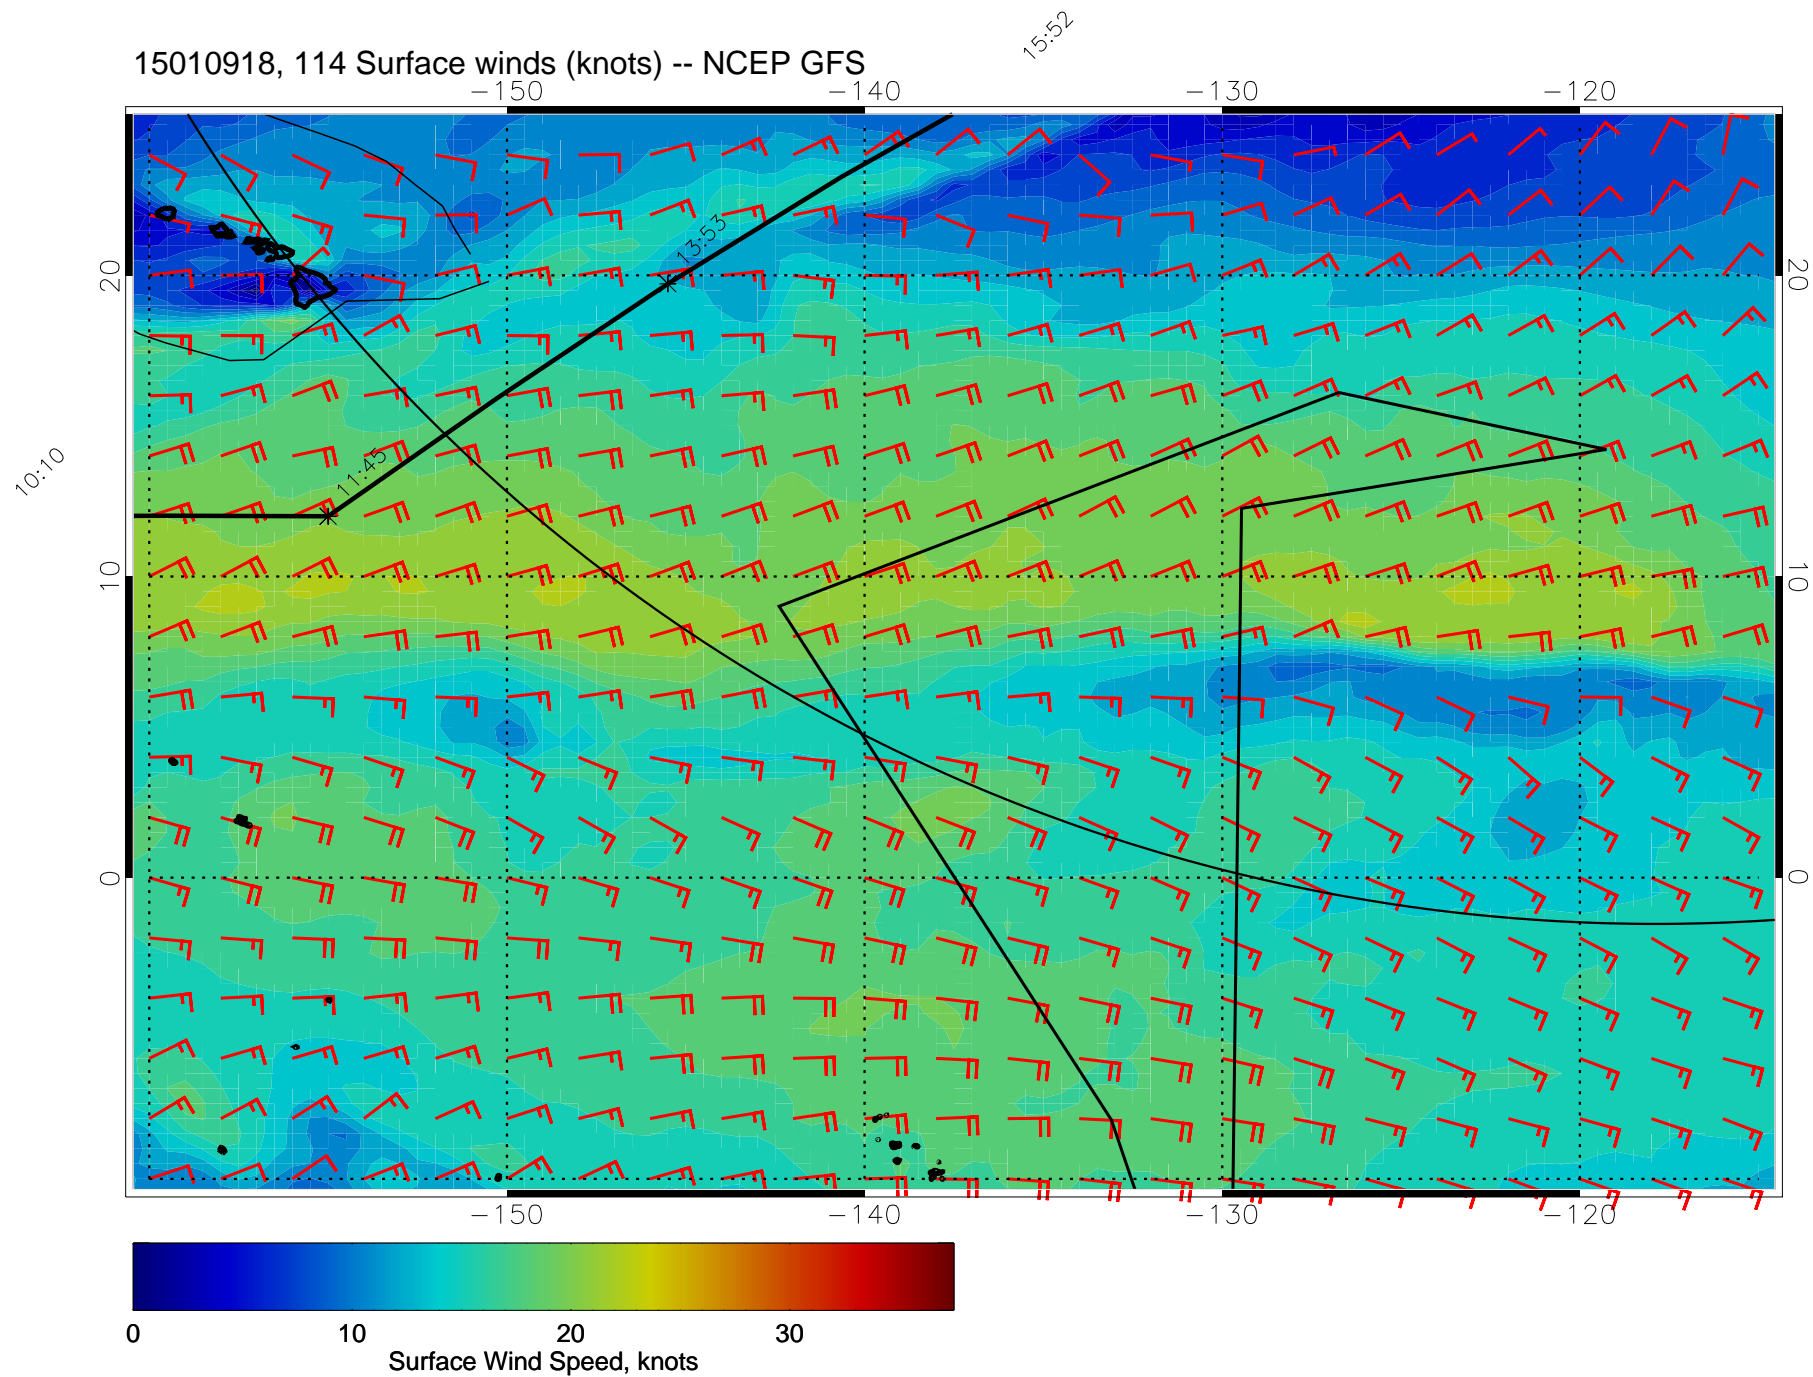 15:52
15010918, 114 Surface winds (knots) -- NCEP GFS
−150 −140 −130 −120
13:53
20 20
10:10
11:45
10 10
0 0
−150 −140 −130 −120
0 10 20 30
Surface Wind Speed, knots